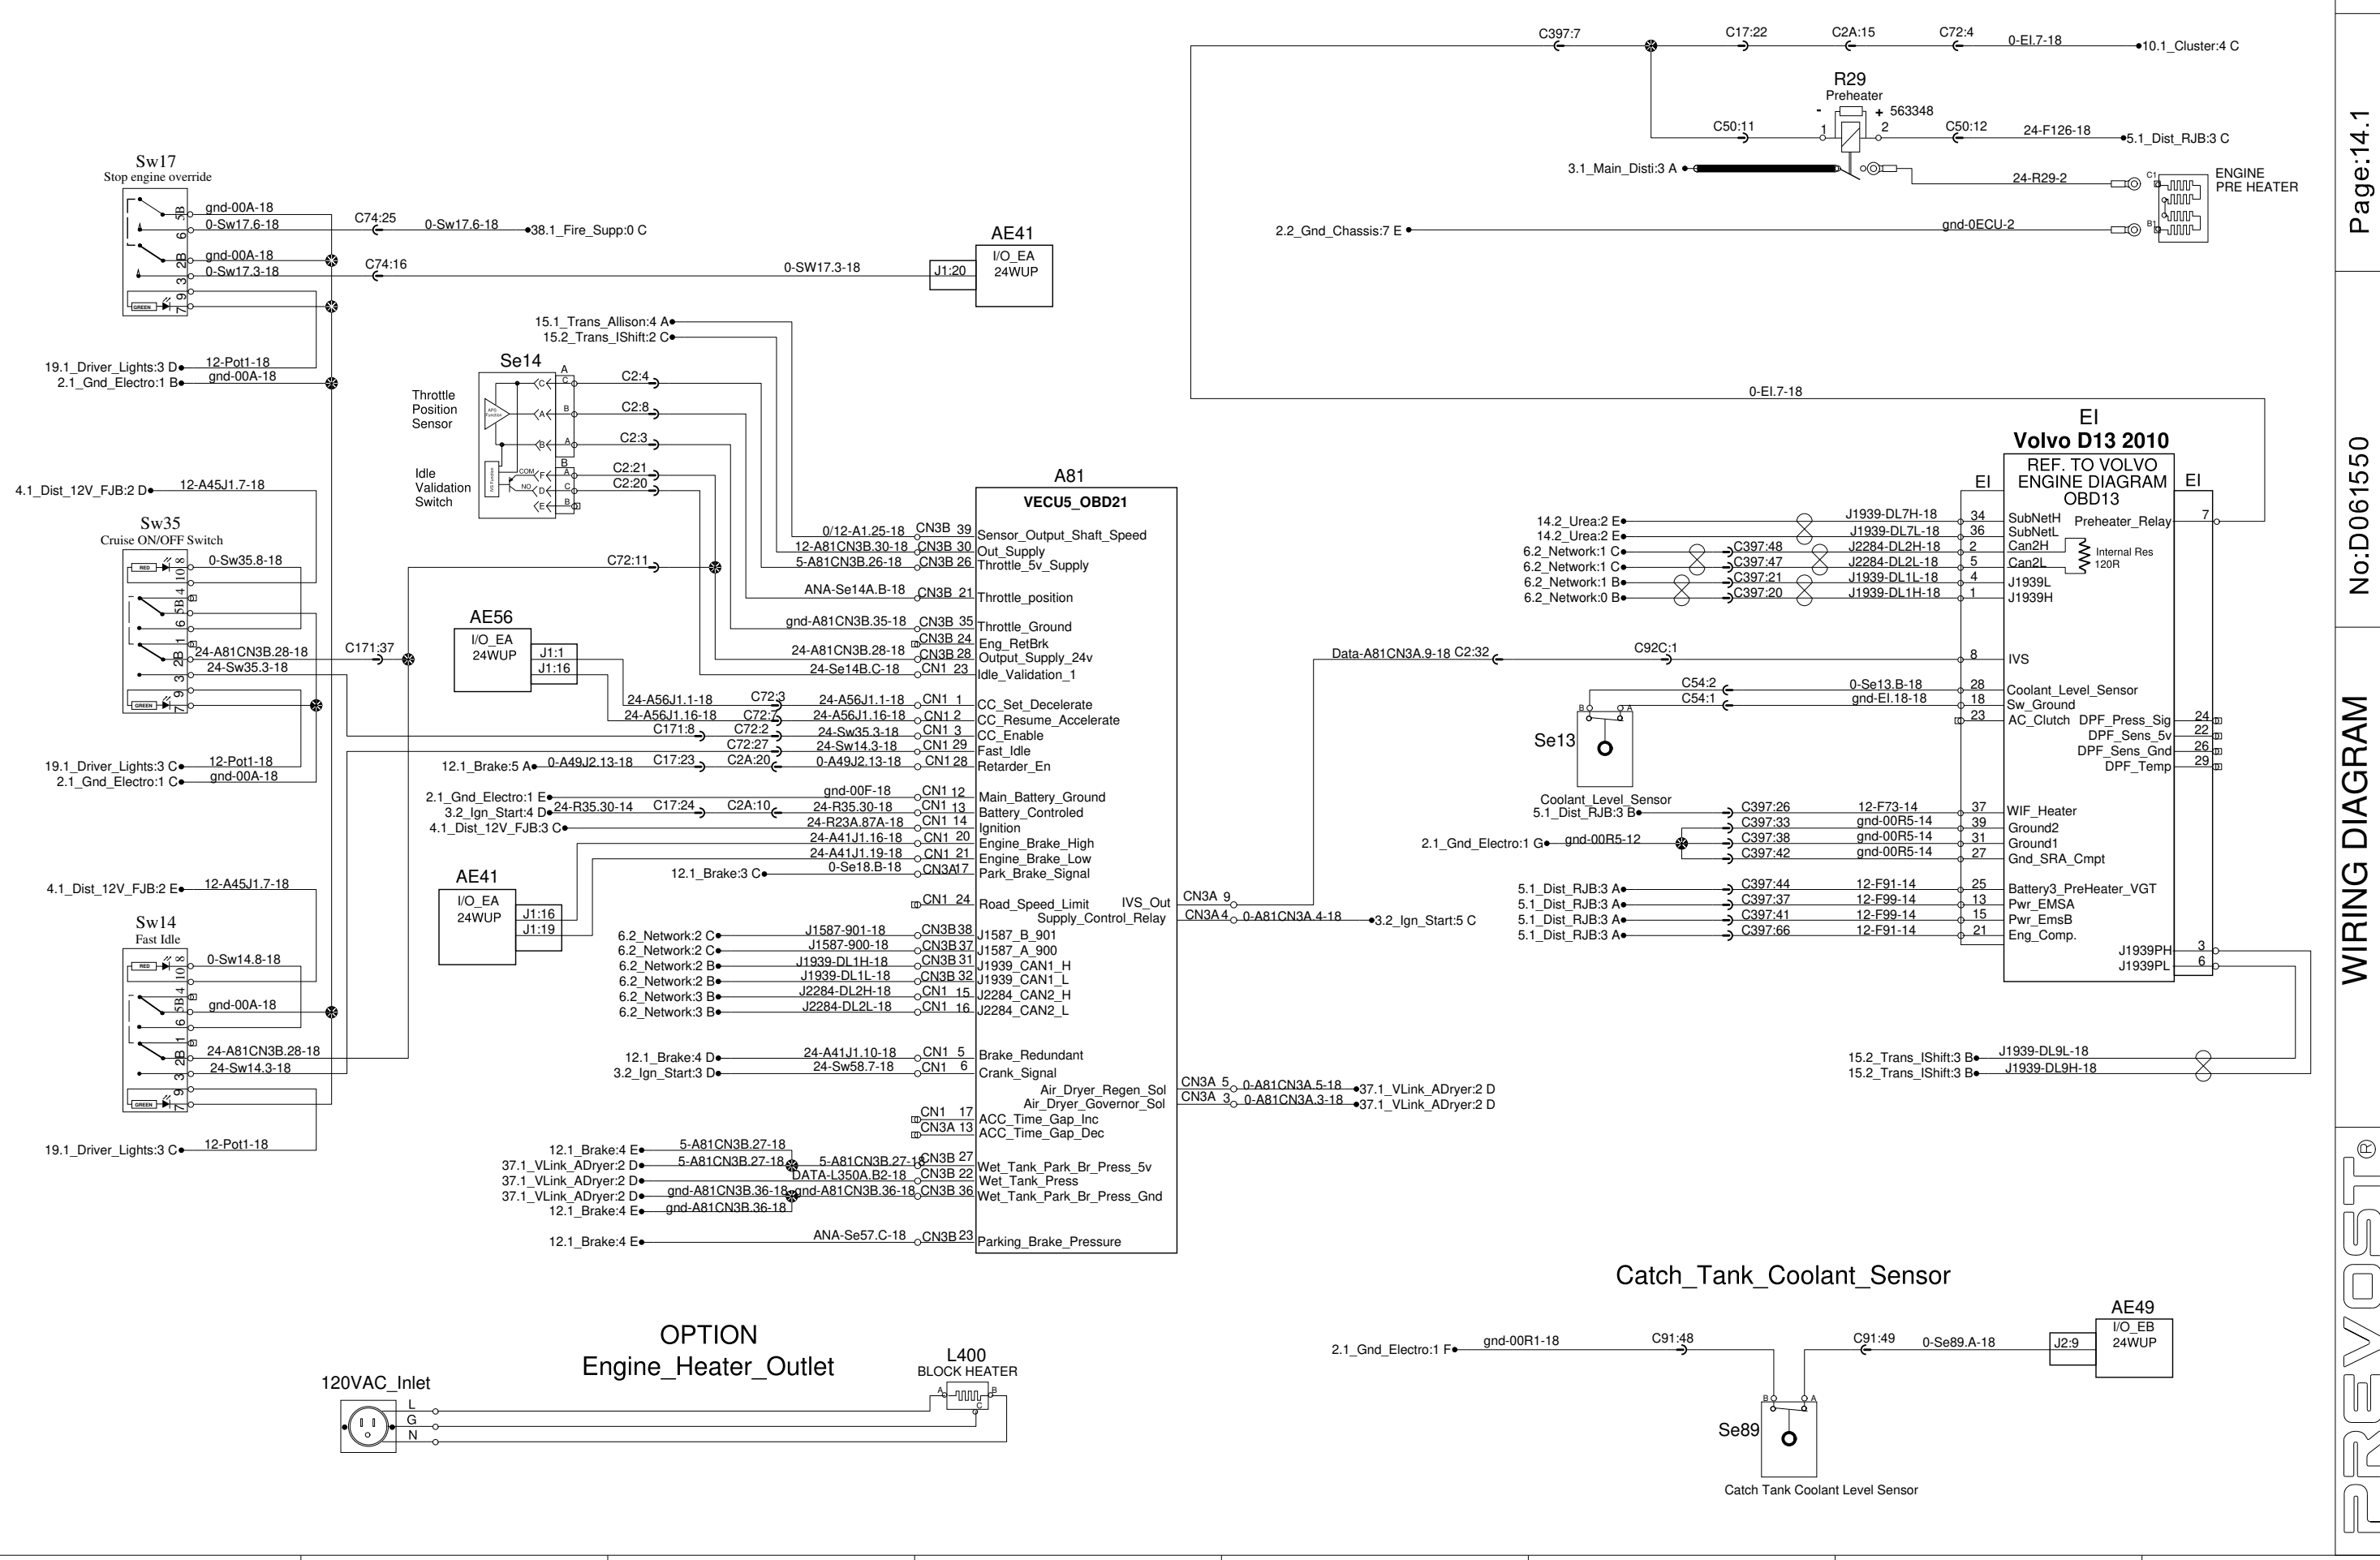 C397:7
C17:22
C2A:15
C72:4
0-EI.7-18
10.1_Cluster:4 C
R29
Preheater
- + 563348
C50:11
1
2
C50:12
24-F126-18
5.1_Dist_RJB:3 C
3.1_Main_Disti:3 A
24-R29-2
C1
B1
ENGINE
PRE HEATER
2.2_Gnd_Chassis:7 E
gnd-0ECU-2
0-EI.7-18
Sw17
Stop engine override
5B
6
2B
3
9
7
GREEN
gnd-00A-18
0-Sw17.6-18
C74:25
0-Sw17.6-18
38.1_Fire_Supp:0 C
gnd-00A-18
0-Sw17.3-18
C74:16
0-SW17.3-18
AE41
J1:20
I/O_EA
24WUP
19.1_Driver_Lights:3 D
12-Pot1-18
2.1_Gnd_Electro:1 B
gnd-00A-18
15.1_Trans_Allison:4 A
15.2_Trans_IShift:2 C
Se14
Throttle
Position
Sensor
Idle
Validation
Switch
A
C
C
A
B
B
A
B
COM
F
A
NO
D
C
E
B
C2:4
C2:8
C2:3
C2:21
C2:20
4.1_Dist_12V_FJB:2 D
12-A45J1.7-18
Sw35
Cruise ON/OFF Switch
RED
8
10
4
5B
6
1
2B
3
9
7
GREEN
0-Sw35.8-18
24-A81CN3B.28-18
C171:37
24-Sw35.3-18
19.1_Driver_Lights:3 C
12-Pot1-18
2.1_Gnd_Electro:1 C
gnd-00A-18
C72:11
AE56
I/O_EA
24WUP
J1:1
J1:16
4.1_Dist_12V_FJB:2 E
12-A45J1.7-18
Sw14
Fast Idle
RED
8
10
4
5B
6
1
2B
3
9
7
GREEN
0-Sw14.8-18
gnd-00A-18
24-A81CN3B.28-18
24-Sw14.3-18
19.1_Driver_Lights:3 C
12-Pot1-18
A81
VECU5_OBD21
0/12-A1.25-18 CN3B 39 Sensor_Output_Shaft_Speed
12-A81CN3B.30-18 CN3B 30 Out_Supply
5-A81CN3B.26-18 CN3B 26 Throttle_5v_Supply
ANA-Se14A.B-18 CN3B 21 Throttle_position
gnd-A81CN3B.35-18 CN3B 35 Throttle_Ground
CN3B 24 Eng_RetBrk
24-A81CN3B.28-18 CN3B 28 Output_Supply_24v
24-Se14B.C-18 CN1 23 Idle_Validation_1
24-A56J1.1-18 C72:3 24-A56J1.1-18 CN1 1 CC_Set_Decelerate
24-A56J1.16-18 C72:7 24-A56J1.16-18 CN1 2 CC_Resume_Accelerate
C171:8 C72:2 24-Sw35.3-18 CN1 3 CC_Enable
C72:27 24-Sw14.3-18 CN1 29 Fast_Idle
12.1_Brake:5 A 0-A49J2.13-18 C17:23 C2A:20 0-A49J2.13-18 CN1 28 Retarder_En
2.1_Gnd_Electro:1 E gnd-00F-18 CN1 12 Main_Battery_Ground
3.2_Ign_Start:4 D 24-R35.30-14 C17:24 C2A:10 24-R35.30-18 CN1 13 Battery_Controled
4.1_Dist_12V_FJB:3 C 24-R23A.87A-18 CN1 14 Ignition
24-A41J1.16-18 CN1 20 Engine_Brake_High
24-A41J1.19-18 CN1 21 Engine_Brake_Low
12.1_Brake:3 C 0-Se18.B-18 CN3A 17 Park_Brake_Signal
AE41
I/O_EA
24WUP
J1:16
J1:19
CN1 24 Road_Speed_Limit
IVS_Out CN3A 9
Supply_Control_Relay CN3A 4 0-A81CN3A.4-18 3.2_Ign_Start:5 C
6.2_Network:2 C J1587-901-18 CN3B 38 J1587_B_901
6.2_Network:2 C J1587-900-18 CN3B 37 J1587_A_900
6.2_Network:2 B J1939-DL1H-18 CN3B 31 J1939_CAN1_H
6.2_Network:2 B J1939-DL1L-18 CN3B 32 J1939_CAN1_L
6.2_Network:3 B J2284-DL2H-18 CN1 15 J2284_CAN2_H
6.2_Network:3 B J2284-DL2L-18 CN1 16 J2284_CAN2_L
12.1_Brake:4 D 24-A41J1.10-18 CN1 5 Brake_Redundant
3.2_Ign_Start:3 D 24-Sw58.7-18 CN1 6 Crank_Signal
Air_Dryer_Regen_Sol CN3A 5 0-A81CN3A.5-18 37.1_VLink_ADryer:2 D
Air_Dryer_Governor_Sol CN3A 3 0-A81CN3A.3-18 37.1_VLink_ADryer:2 D
CN1 17 ACC_Time_Gap_Inc
CN3A 13 ACC_Time_Gap_Dec
12.1_Brake:4 E 5-A81CN3B.27-18
37.1_VLink_ADryer:2 D 5-A81CN3B.27-18 5-A81CN3B.27-18 CN3B 27 Wet_Tank_Park_Br_Press_5v
37.1_VLink_ADryer:2 D DATA-L350A.B2-18 CN3B 22 Wet_Tank_Press
37.1_VLink_ADryer:2 D gnd-A81CN3B.36-18 gnd-A81CN3B.36-18 CN3B 36 Wet_Tank_Park_Br_Press_Gnd
12.1_Brake:4 E gnd-A81CN3B.36-18
12.1_Brake:4 E ANA-Se57.C-18 CN3B 23 Parking_Brake_Pressure
EI
Volvo D13 2010
REF. TO VOLVO
ENGINE DIAGRAM
OBD13
EI
EI
14.2_Urea:2 E J1939-DL7H-18 34 SubNetH
Preheater_Relay 7
14.2_Urea:2 E J1939-DL7L-18 36 SubNetL
6.2_Network:1 C C397:48 J2284-DL2H-18 2 Can2H
6.2_Network:1 C C397:47 J2284-DL2L-18 5 Can2L
Internal Res
120R
6.2_Network:1 B C397:21 J1939-DL1L-18 4 J1939L
6.2_Network:0 B C397:20 J1939-DL1H-18 1 J1939H
Data-A81CN3A.9-18 C2:32 C92C:1 8 IVS
C54:2 0-Se13.B-18 28 Coolant_Level_Sensor
C54:1 gnd-EI.18-18 18 Sw_Ground
23 AC_Clutch
DPF_Press_Sig 24
DPF_Sens_5v 22
DPF_Sens_Gnd 26
DPF_Temp 29
B
A
Se13
Coolant_Level_Sensor
5.1_Dist_RJB:3 B C397:26 12-F73-14 37 WIF_Heater
C397:33 gnd-00R5-14 39 Ground2
2.1_Gnd_Electro:1 G gnd-00R5-12 C397:38 gnd-00R5-14 31 Ground1
C397:42 gnd-00R5-14 27 Gnd_SRA_Cmpt
5.1_Dist_RJB:3 A C397:44 12-F91-14 25 Battery3_PreHeater_VGT
5.1_Dist_RJB:3 A C397:37 12-F99-14 13 Pwr_EMSA
5.1_Dist_RJB:3 A C397:41 12-F99-14 15 Pwr_EmsB
5.1_Dist_RJB:3 A C397:66 12-F91-14 21 Eng_Comp.
J1939PH 3
J1939PL 6
15.2_Trans_IShift:3 B J1939-DL9L-18
15.2_Trans_IShift:3 B J1939-DL9H-18
OPTION
Engine_Heater_Outlet
120VAC_Inlet
L
G
N
L400
BLOCK HEATER
A
B
C
Catch_Tank_Coolant_Sensor
2.1_Gnd_Electro:1 F
gnd-00R1-18
C91:48
C91:49
0-Se89.A-18
J2:9
AE49
I/O_EB
24WUP
B
A
Se89
Catch Tank Coolant Level Sensor
Page:14.1
No:D061550
WIRING DIAGRAM
PREVOST®